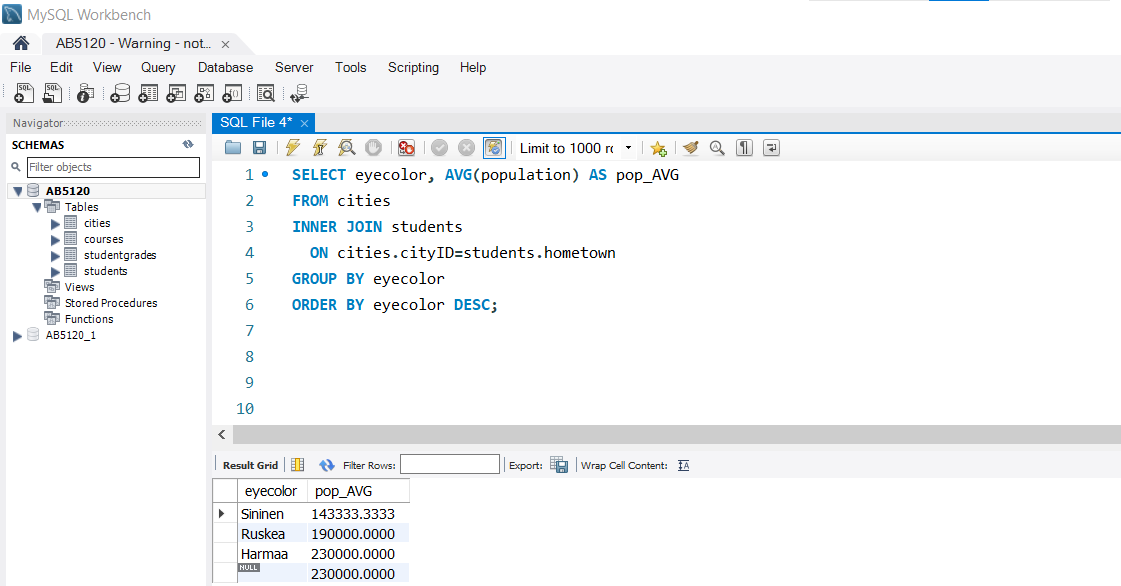 MySQL Workbench
AB5120 - Warning - not... ×
File Edit View Query Database Server Tools Scripting Help
Navigator
SCHEMAS
Filter objects
AB5120
Tables
cities
courses
studentgrades
students
Views
Stored Procedures
Functions
AB5120_1
SQL File 4* ×
Limit to 1000 rc
1 SELECT eyecolor, AVG(population) AS pop_AVG
2 FROM cities
3 INNER JOIN students
4 ON cities.cityID=students.hometown
5 GROUP BY eyecolor
6 ORDER BY eyecolor DESC;
7
8
9
10
Result Grid Filter Rows: Export: Wrap Cell Content:
eyecolor pop_AVG
Sininen 143333.3333
Ruskea 190000.0000
Harmaa 230000.0000
NULL 230000.0000